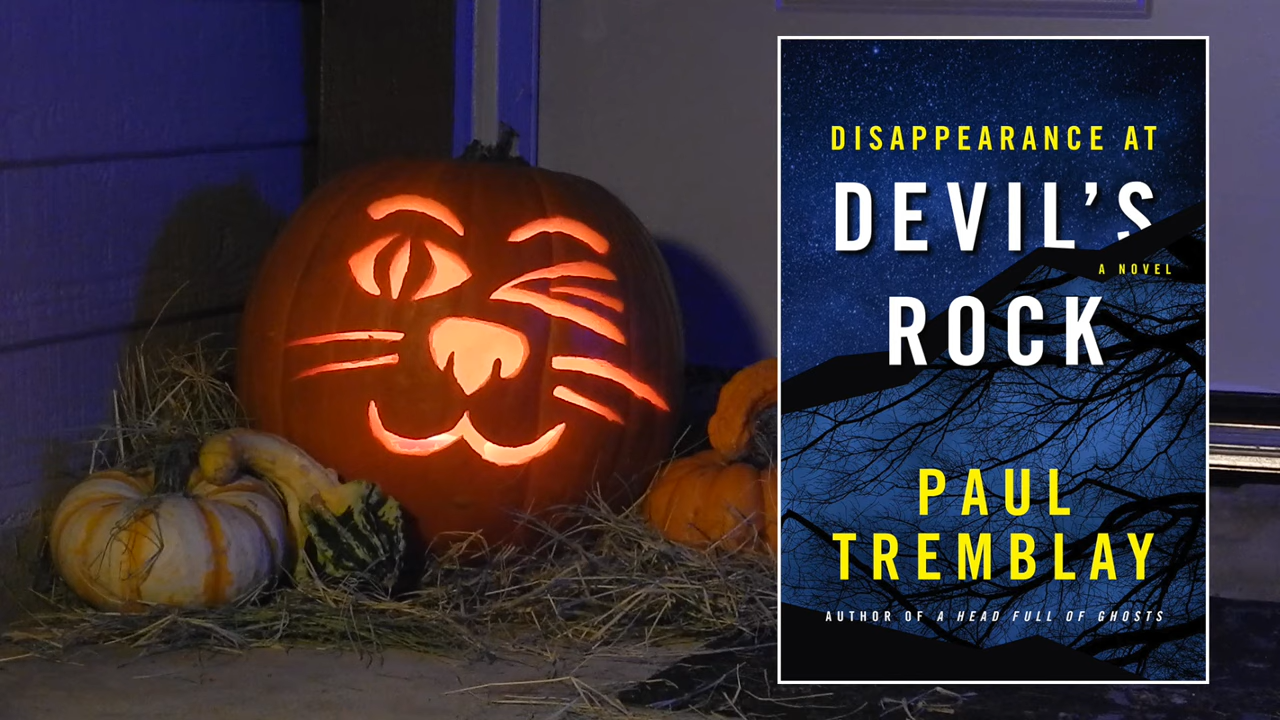 DISAPPEARANCE AT
DEVIL'S
A NOVEL
ROCK
PAUL
TREMBLAY
AUTHOR OF A HEAD FULL OF GHOSTS